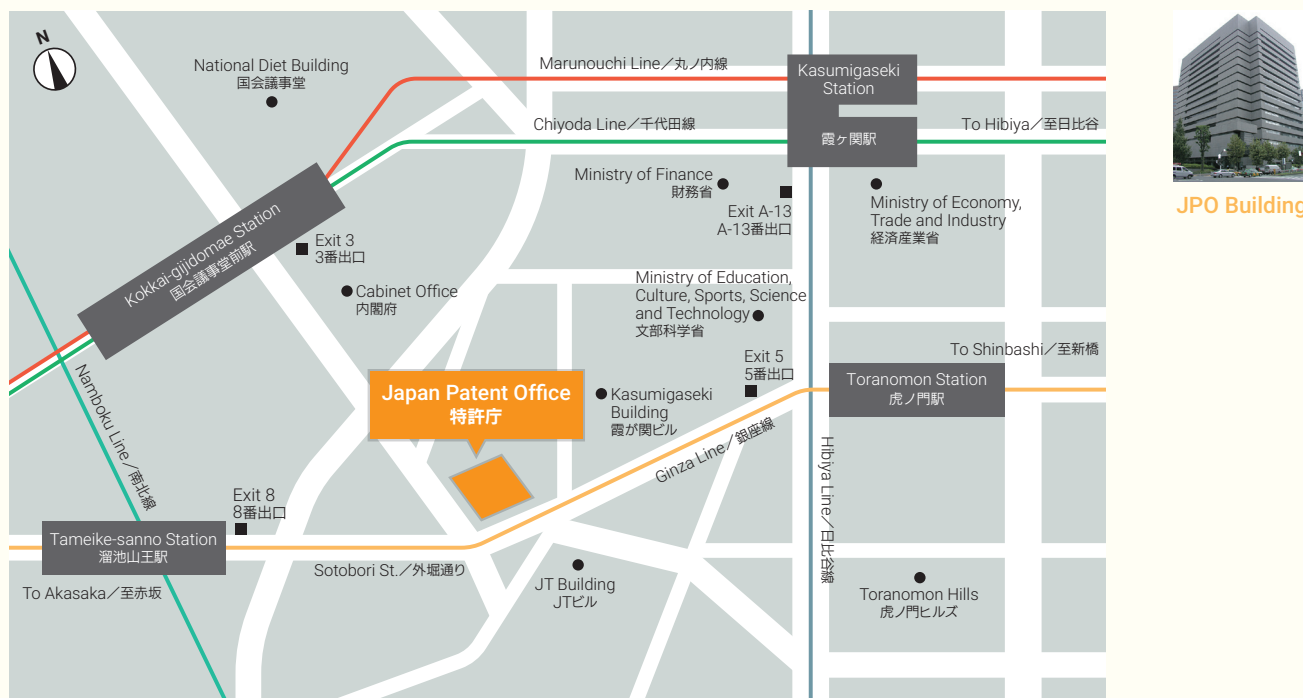 N
National Diet Building
国会議事堂
Marunouchi Line／丸ノ内線
Kasumigaseki
Station
霞ヶ関駅
Chiyoda Line／千代田線
To Hibiya／至日比谷
JPO Building
Ministry of Finance
財務省
Exit A-13
A-13番出口
Ministry of Economy,
Trade and Industry
経済産業省
Kokkai-gijidomae Station
国会議事堂前駅
Exit 3
3番出口
Cabinet Office
内閣府
Ministry of Education,
Culture, Sports, Science
and Technology
文部科学省
To Shinbashi／至新橋
Exit 5
5番出口
Toranomon Station
虎ノ門駅
Namboku Line／南北線
Japan Patent Office
特許庁
Kasumigaseki
Building
霞が関ビル
Ginza Line／銀座線
Hibiya Line／日比谷線
Exit 8
8番出口
Tameike-sanno Station
溜池山王駅
To Akasaka／至赤坂
Sotobori St.／外堀通り
JT Building
JTビル
Toranomon Hills
虎ノ門ヒルズ